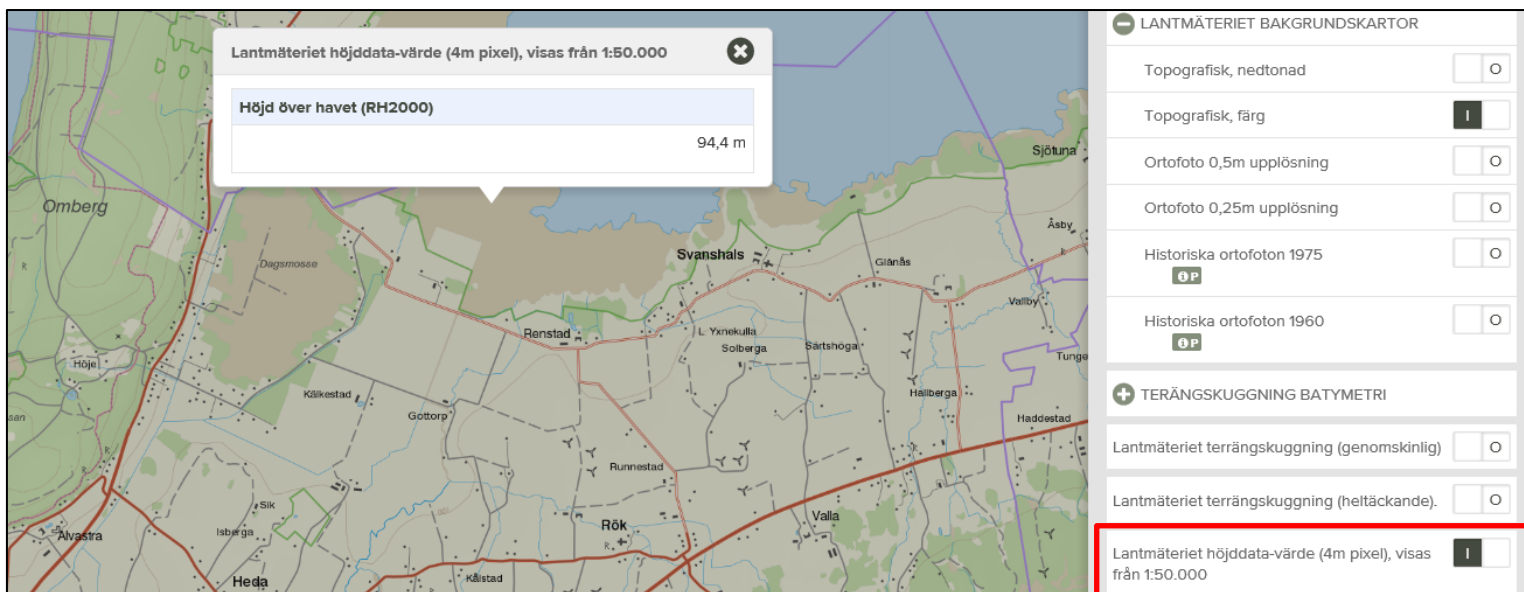 Lantmäteriet höjddata-värde (4m pixel), visas från 1:50.000
Höjd över havet (RH2000)
94,4 m
Omberg
Dagsmosse
Sjötuna
Åsby
Svanshals
Glänås
Vallby
Renstad
L. Yxnekulla
Solberga
Särtshöga
Tunge
Höje
Kälkestad
Gottorp
Hallberga
Haddestad
san
Runnestad
Sik
Isberga
Valla
Alvastra
Rök
R.
Heda
Kålstad
R
R
LANTMÄTERIET BAKGRUNDSKARTOR
Topografisk, nedtonad
O
Topografisk, färg
I
Ortofoto 0,5m upplösning
O
Ortofoto 0,25m upplösning
O
Historiska ortofoton 1975
O
P
Historiska ortofoton 1960
O
P
TERÄNGSKUGGNING BATYMETRI
Lantmäteriet terrängskuggning (genomskinlig)
O
Lantmäteriet terrängskuggning (heltäckande).
O
Lantmäteriet höjddata-värde (4m pixel), visas
från 1:50.000
I